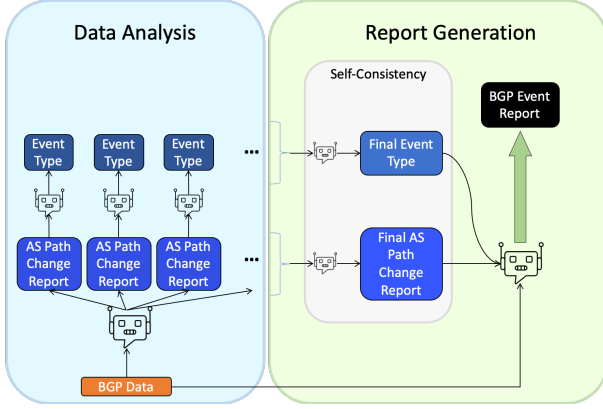 Data Analysis
Report Generation
Self-Consistency
BGP Event
Report
Event
Type
Event
Type
Event
Type
...
Final Event
Type
AS Path
Change
Report
AS Path
Change
Report
AS Path
Change
Report
...
Final AS
Path
Change
Report
BGP Data